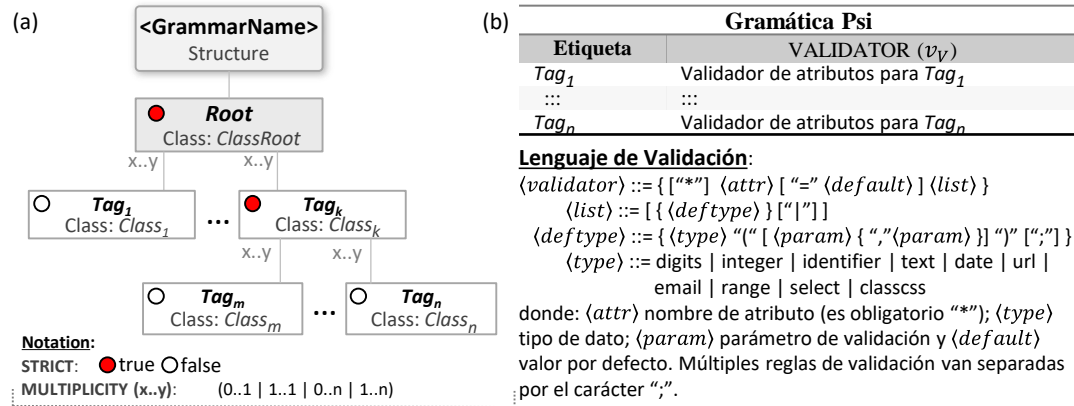 (a)
<GrammarName>
Structure
Root
Class: ClassRoot
x..y
x..y
Tag1
Class: Class1
...
Tagk
Class: Classk
x..y
x..y
Tagm
Class: Classm
...
Tagn
Class: Classn
Notation:
STRICT: true false
MULTIPLICITY (x..y): (0..1 | 1..1 | 0..n | 1..n)
(b)
Gramática Psi
Etiqueta VALIDATOR (vV)
Tag1 Validador de atributos para Tag1
::: :::
Tagn Validador de atributos para Tagn
Lenguaje de Validación:
⟨validator⟩ ::= { [“*”] ⟨attr⟩ [ “=” ⟨default⟩ ] ⟨list⟩ }
⟨list⟩ ::= [ { ⟨deftype⟩ } [“|”] ]
⟨deftype⟩ ::= { ⟨type⟩ “(“ [ ⟨param⟩ { “,”⟨param⟩ }] “)” [“;”] }
⟨type⟩ ::= digits | integer | identifier | text | date | url |
email | range | select | classcss
donde: ⟨attr⟩ nombre de atributo (es obligatorio “*”); ⟨type⟩
tipo de dato; ⟨param⟩ parámetro de validación y ⟨default⟩
valor por defecto. Múltiples reglas de validación van separadas
por el carácter “;”.